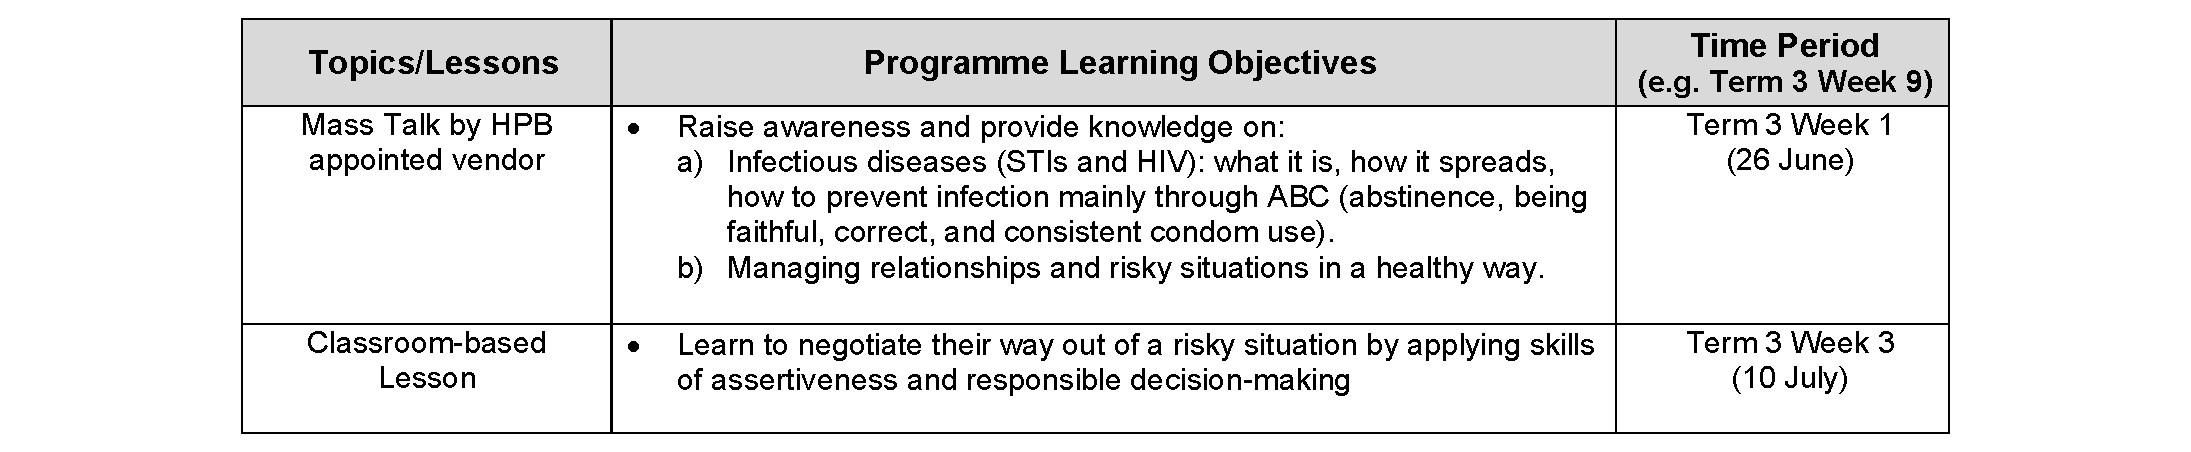 Topics/Lessons
Programme Learning Objectives
Time Period
(e.g. Term 3 Week 9)
Mass Talk by HPB
appointed vendor
• Raise awareness and provide knowledge on:
a) Infectious diseases (STIs and HIV): what it is, how it spreads,
how to prevent infection mainly through ABC (abstinence, being
faithful, correct, and consistent condom use).
b) Managing relationships and risky situations in a healthy way.
Term 3 Week 1
(26 June)
Classroom-based
Lesson
• Learn to negotiate their way out of a risky situation by applying skills
of assertiveness and responsible decision-making
Term 3 Week 3
(10 July)